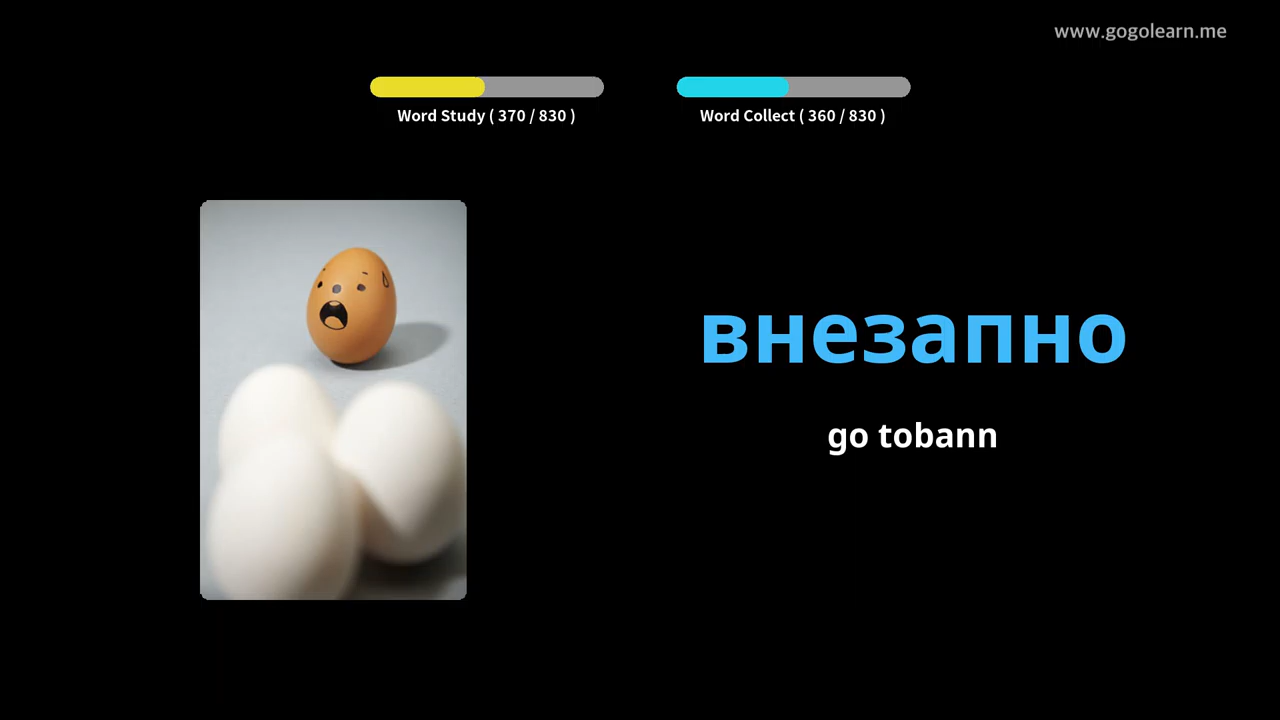 www.gogolearn.me
Word Study ( 370 / 830 )
Word Collect ( 360 / 830 )
внезапно
go tobann